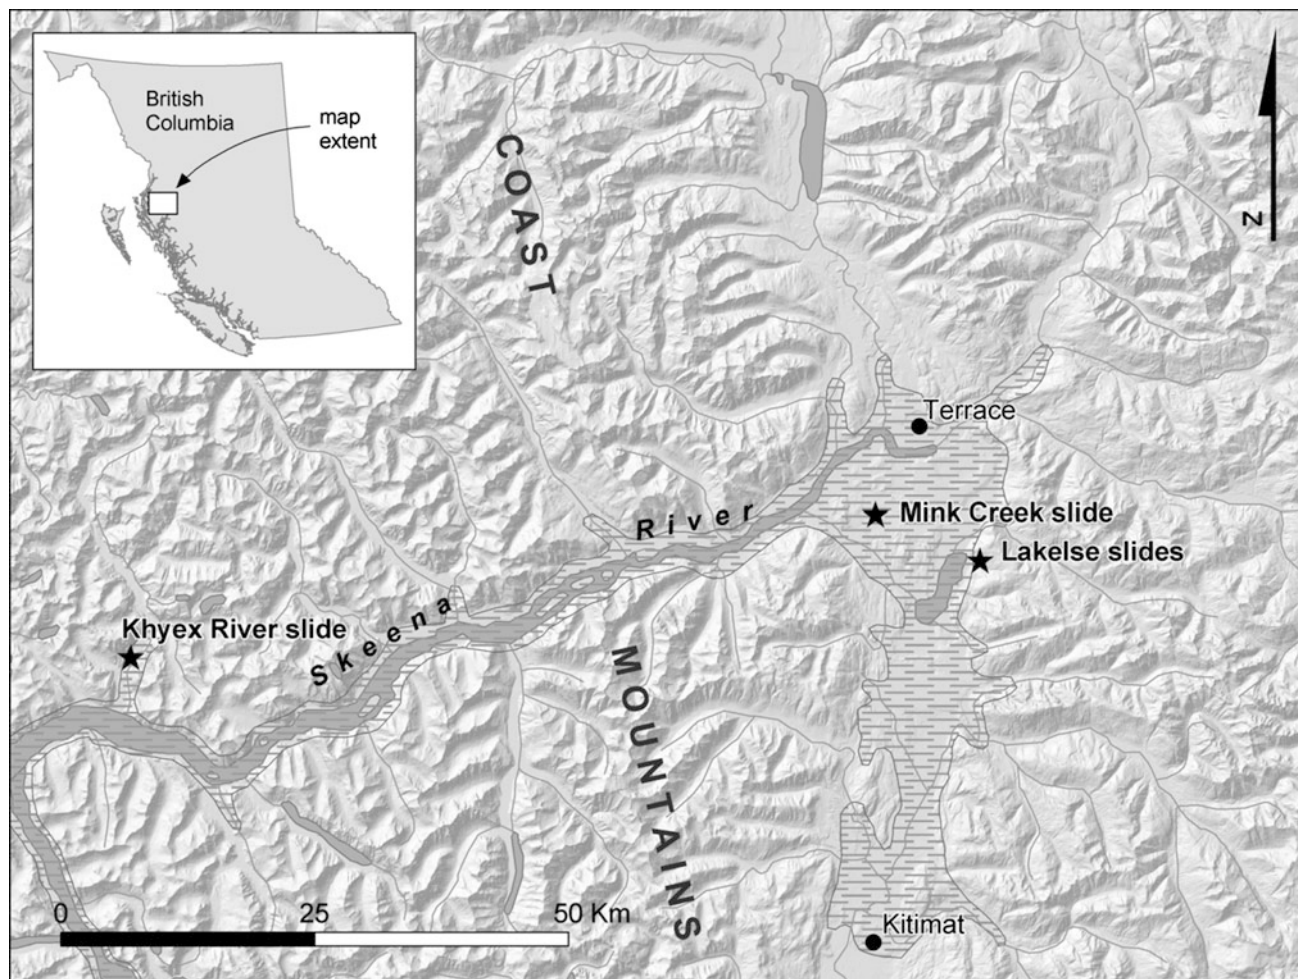 British
Columbia
map
extent
COAST
N
Terrace
River
Mink Creek slide
Lakelse slides
Skeena
Khyex River slide
MOUNTAINS
0 25 50 Km
Kitimat